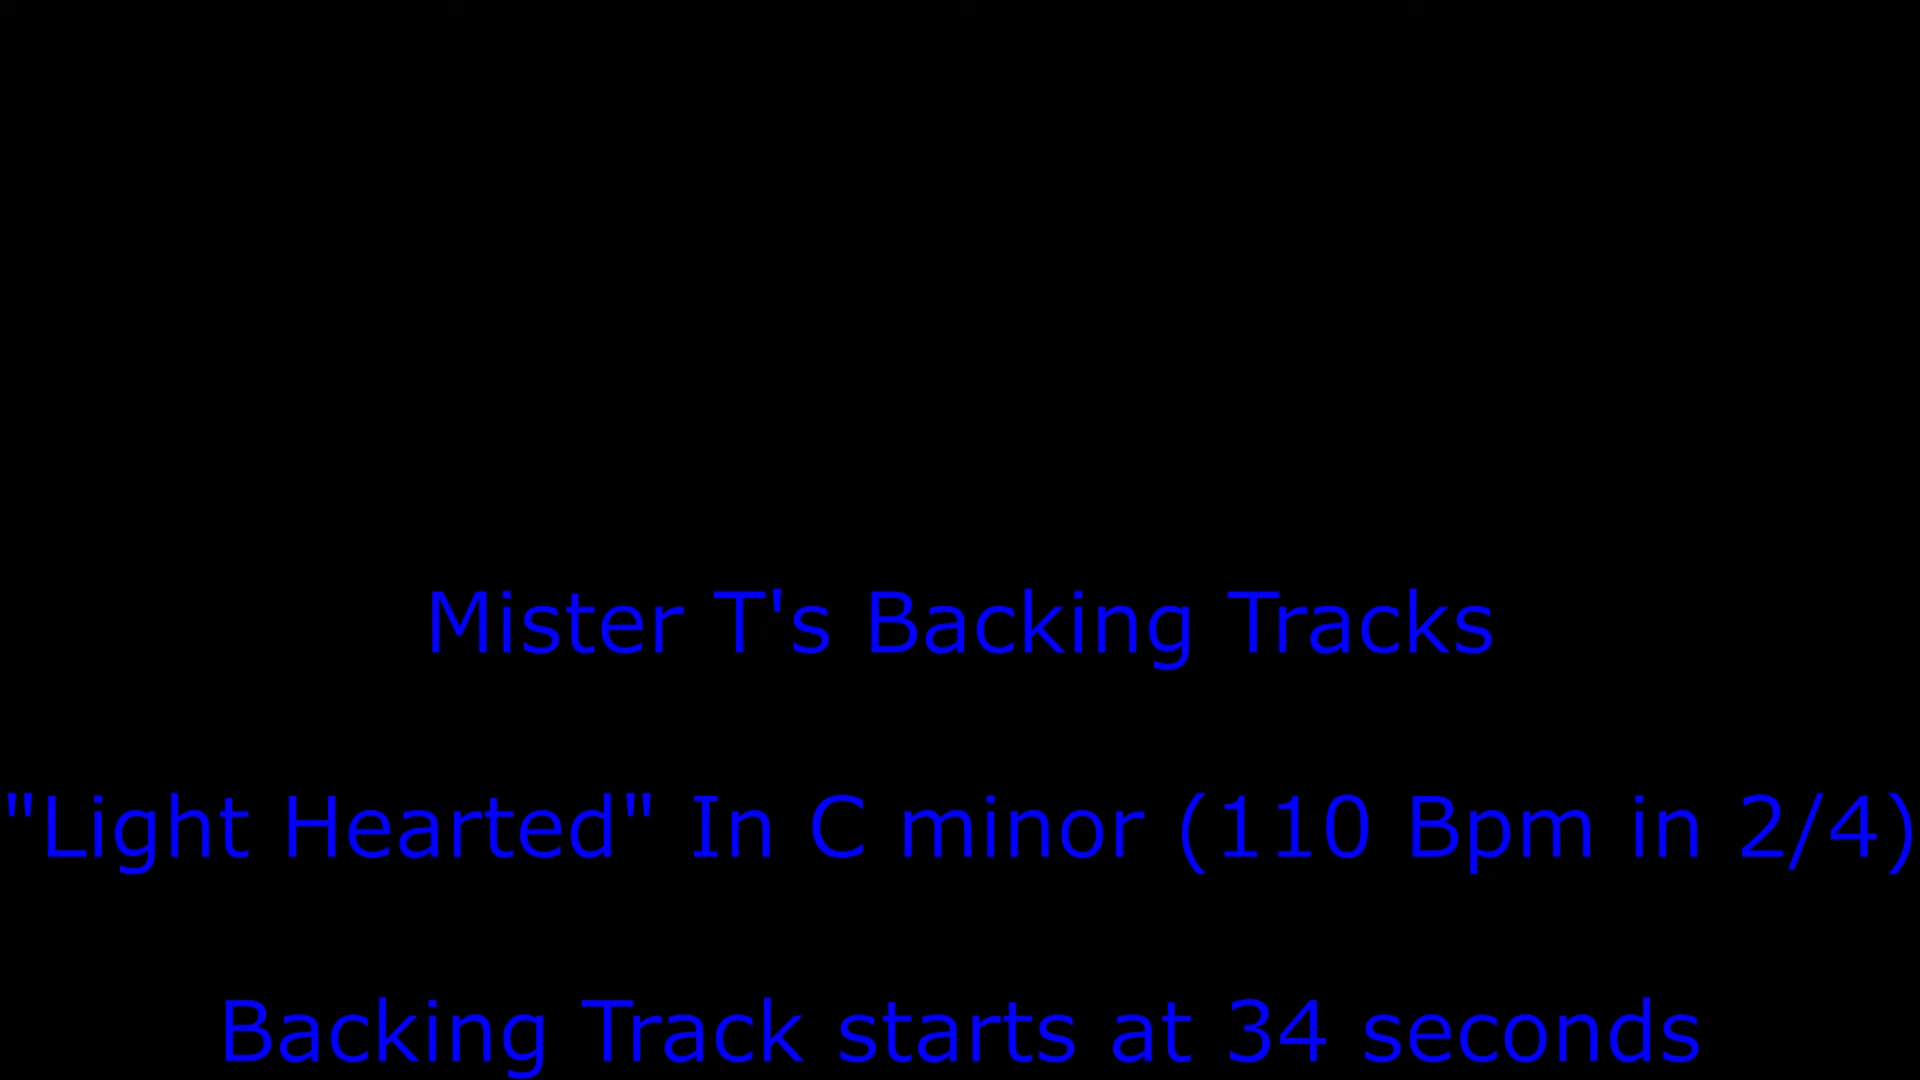 Mister T's Backing Tracks
"Light Hearted" In C minor (110 Bpm in 2/4)
Backing Track starts at 34 seconds